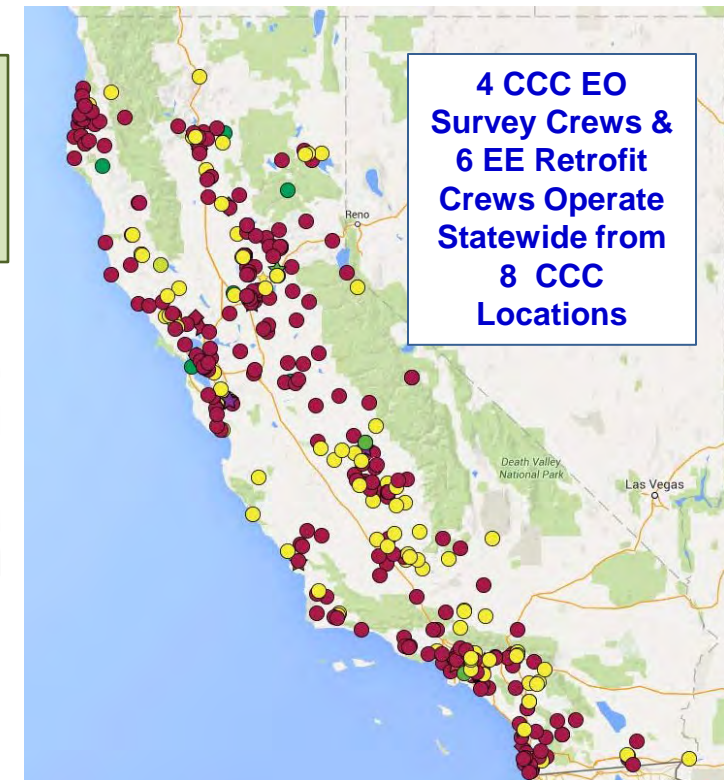 4 CCC EO
Survey Crews &
6 EE Retrofit
Crews Operate
Statewide from
8 CCC
Locations
Reno
Death Valley
National Park
Las Vegas